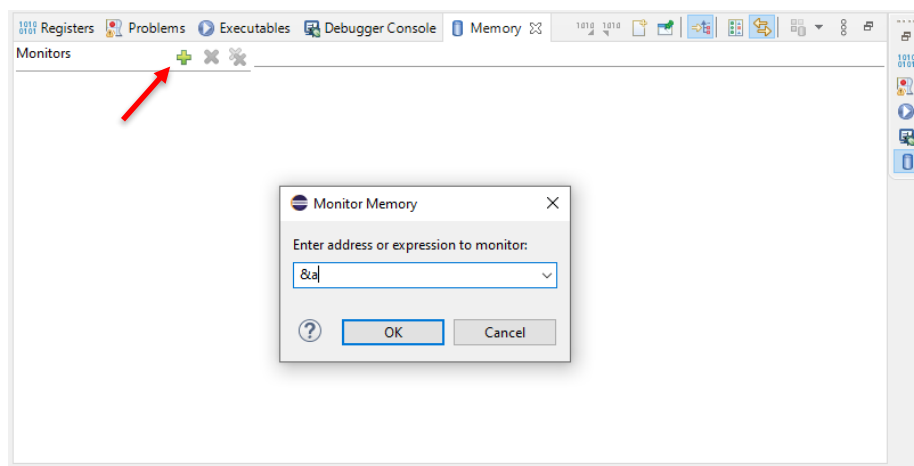 Registers Problems Executables Debugger Console Memory
Monitors
Monitor Memory
Enter address or expression to monitor:
&a
OK Cancel